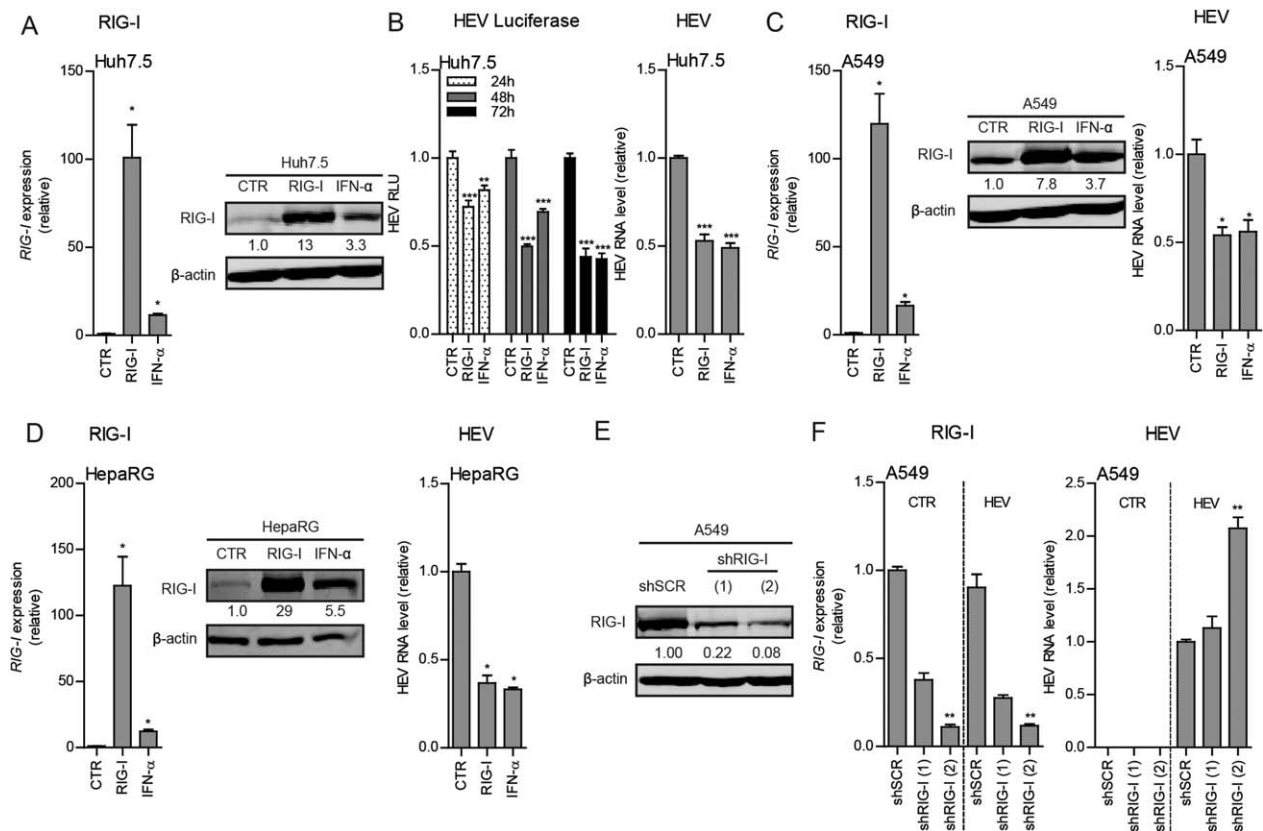 A
RIG-I
Huh7.5
RIG-I expression
(relative)
150
100
50
0
*
*
CTR
RIG-I
IFN-α
Huh7.5
CTR RIG-I IFN-α
RIG-I
1.0 13 3.3
β-actin
B
HEV Luciferase
Huh7.5
24h
48h
72h
HEV RLU
1.5
1.0
0.5
0.0
*** **
*** ***
*** ***
CTR
RIG-I
IFN-α
CTR
RIG-I
IFN-α
CTR
RIG-I
IFN-α
HEV
Huh7.5
HEV RNA level (relative)
1.5
1.0
0.5
0.0
*** ***
CTR
RIG-I
IFN-α
C
RIG-I
A549
RIG-I expression
(relative)
150
100
50
0
*
*
CTR
RIG-I
IFN-α
A549
CTR RIG-I IFN-α
RIG-I
1.0 7.8 3.7
β-actin
HEV
A549
HEV RNA level (relative)
1.5
1.0
0.5
0.0
* *
CTR
RIG-I
IFN-α
D
RIG-I
HepaRG
RIG-I expression
(relative)
200
150
100
50
0
*
*
CTR
RIG-I
IFN-α
HepaRG
CTR RIG-I IFN-α
RIG-I
1.0 29 5.5
β-actin
HEV
HepaRG
HEV RNA level (relative)
1.5
1.0
0.5
0.0
* *
CTR
RIG-I
IFN-α
E
A549
shRIG-I
shSCR (1) (2)
RIG-I
1.00 0.22 0.08
β-actin
F
RIG-I
A549
CTR HEV
RIG-I expression
(relative)
1.5
1.0
0.5
0.0
** **
shSCR
shRIG-I (1)
shRIG-I (2)
shSCR
shRIG-I (1)
shRIG-I (2)
HEV
A549
CTR HEV
HEV RNA level (relative)
2.5
2.0
1.5
1.0
0.5
0.0
**
shSCR
shRIG-I (1)
shRIG-I (2)
shSCR
shRIG-I (1)
shRIG-I (2)